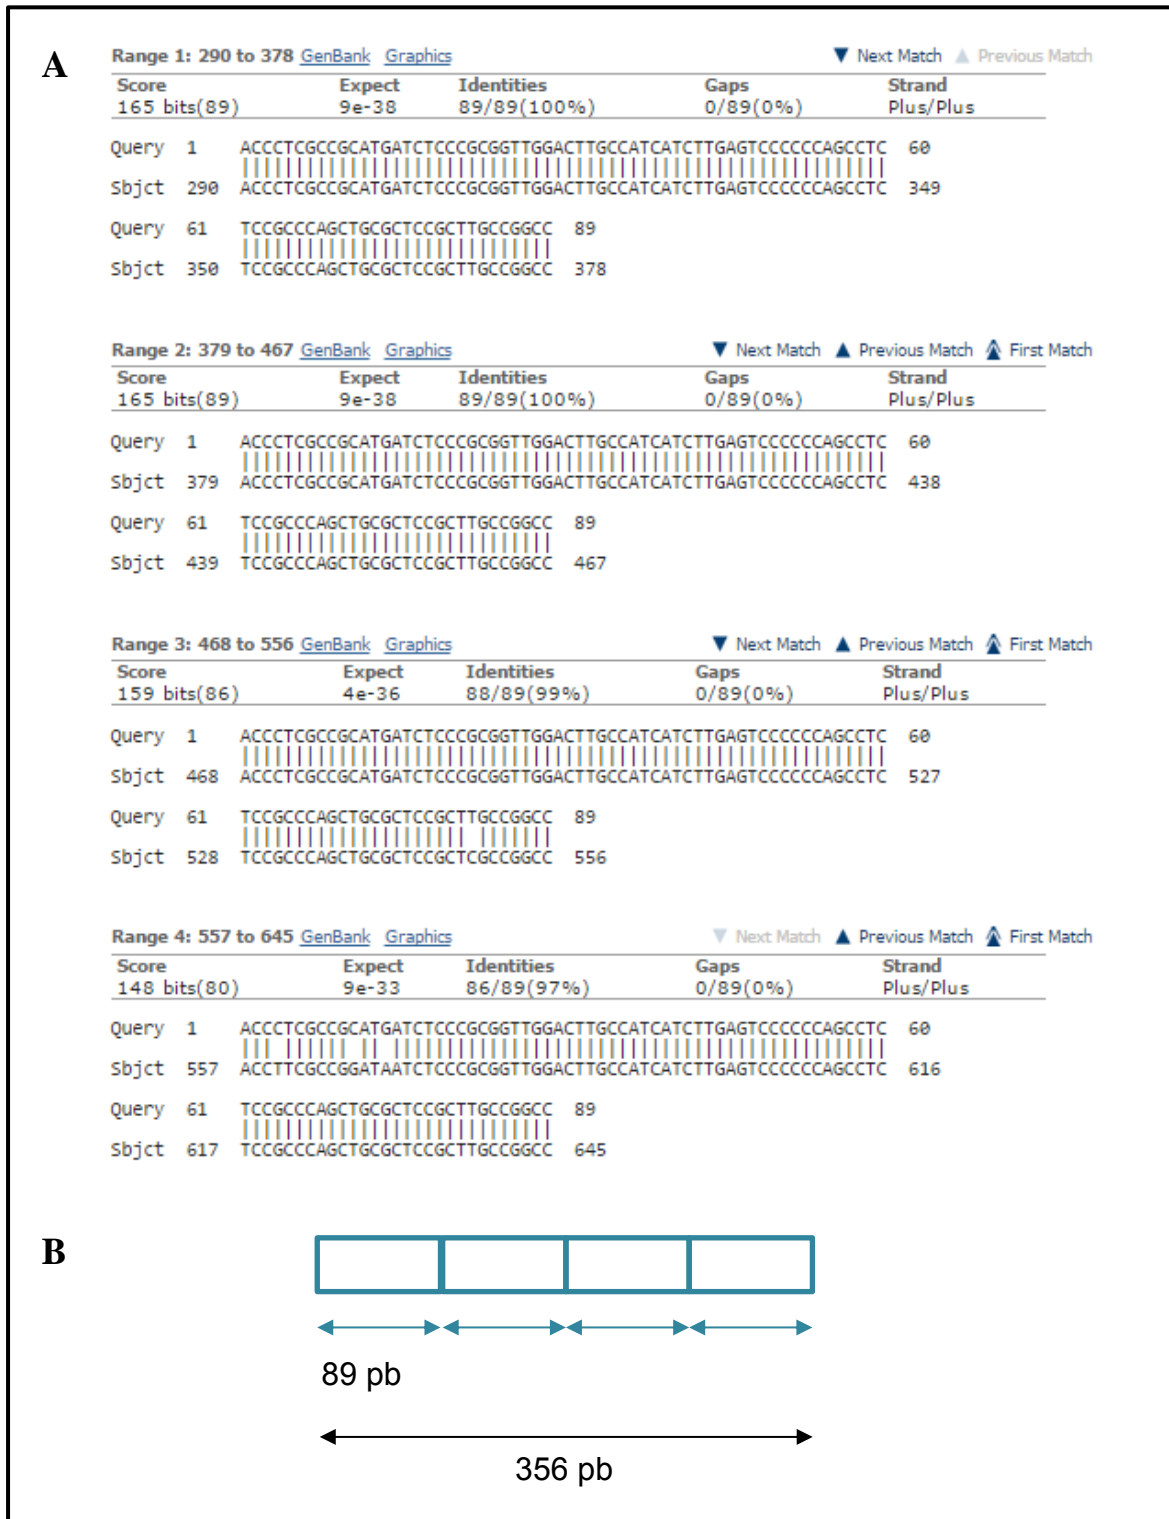 A
Range 1: 290 to 378 GenBank Graphics ▼ Next Match ▲ Previous Match
Score Expect Identities Gaps Strand
165 bits(89) 9e-38 89/89(100%) 0/89(0%) Plus/Plus
Query 1 ACCCTCGCCGCATGATCTCCCGCGGTTGGACTTGCCATCATCTTGAGTCCCCCCAGCCTC 60
Sbjct 290 ACCCTCGCCGCATGATCTCCCGCGGTTGGACTTGCCATCATCTTGAGTCCCCCCAGCCTC 349
Query 61 TCCGCCCAGCTGCGCTCCGCTTGCCGGCC 89
Sbjct 350 TCCGCCCAGCTGCGCTCCGCTTGCCGGCC 378
Range 2: 379 to 467 GenBank Graphics ▼ Next Match ▲ Previous Match First Match
Score Expect Identities Gaps Strand
165 bits(89) 9e-38 89/89(100%) 0/89(0%) Plus/Plus
Query 1 ACCCTCGCCGCATGATCTCCCGCGGTTGGACTTGCCATCATCTTGAGTCCCCCCAGCCTC 60
Sbjct 379 ACCCTCGCCGCATGATCTCCCGCGGTTGGACTTGCCATCATCTTGAGTCCCCCCAGCCTC 438
Query 61 TCCGCCCAGCTGCGCTCCGCTTGCCGGCC 89
Sbjct 439 TCCGCCCAGCTGCGCTCCGCTTGCCGGCC 467
Range 3: 468 to 556 GenBank Graphics ▼ Next Match ▲ Previous Match First Match
Score Expect Identities Gaps Strand
159 bits(86) 4e-36 88/89(99%) 0/89(0%) Plus/Plus
Query 1 ACCCTCGCCGCATGATCTCCCGCGGTTGGACTTGCCATCATCTTGAGTCCCCCCAGCCTC 60
Sbjct 468 ACCCTCGCCGCATGATCTCCCGCGGTTGGACTTGCCATCATCTTGAGTCCCCCCAGCCTC 527
Query 61 TCCGCCCAGCTGCGCTCCGCTTGCCGGCC 89
Sbjct 528 TCCGCCCAGCTGCGCTCCGCTCGCCGGCC 556
Range 4: 557 to 645 GenBank Graphics ▼ Next Match ▲ Previous Match First Match
Score Expect Identities Gaps Strand
148 bits(80) 9e-33 86/89(97%) 0/89(0%) Plus/Plus
Query 1 ACCCTCGCCGCATGATCTCCCGCGGTTGGACTTGCCATCATCTTGAGTCCCCCCAGCCTC 60
Sbjct 557 ACCTTCGCCGGATAATCTCCCGCGGTTGGACTTGCCATCATCTTGAGTCCCCCCAGCCTC 616
Query 61 TCCGCCCAGCTGCGCTCCGCTTGCCGGCC 89
Sbjct 617 TCCGCCCAGCTGCGCTCCGCTTGCCGGCC 645
B
89 pb
356 pb